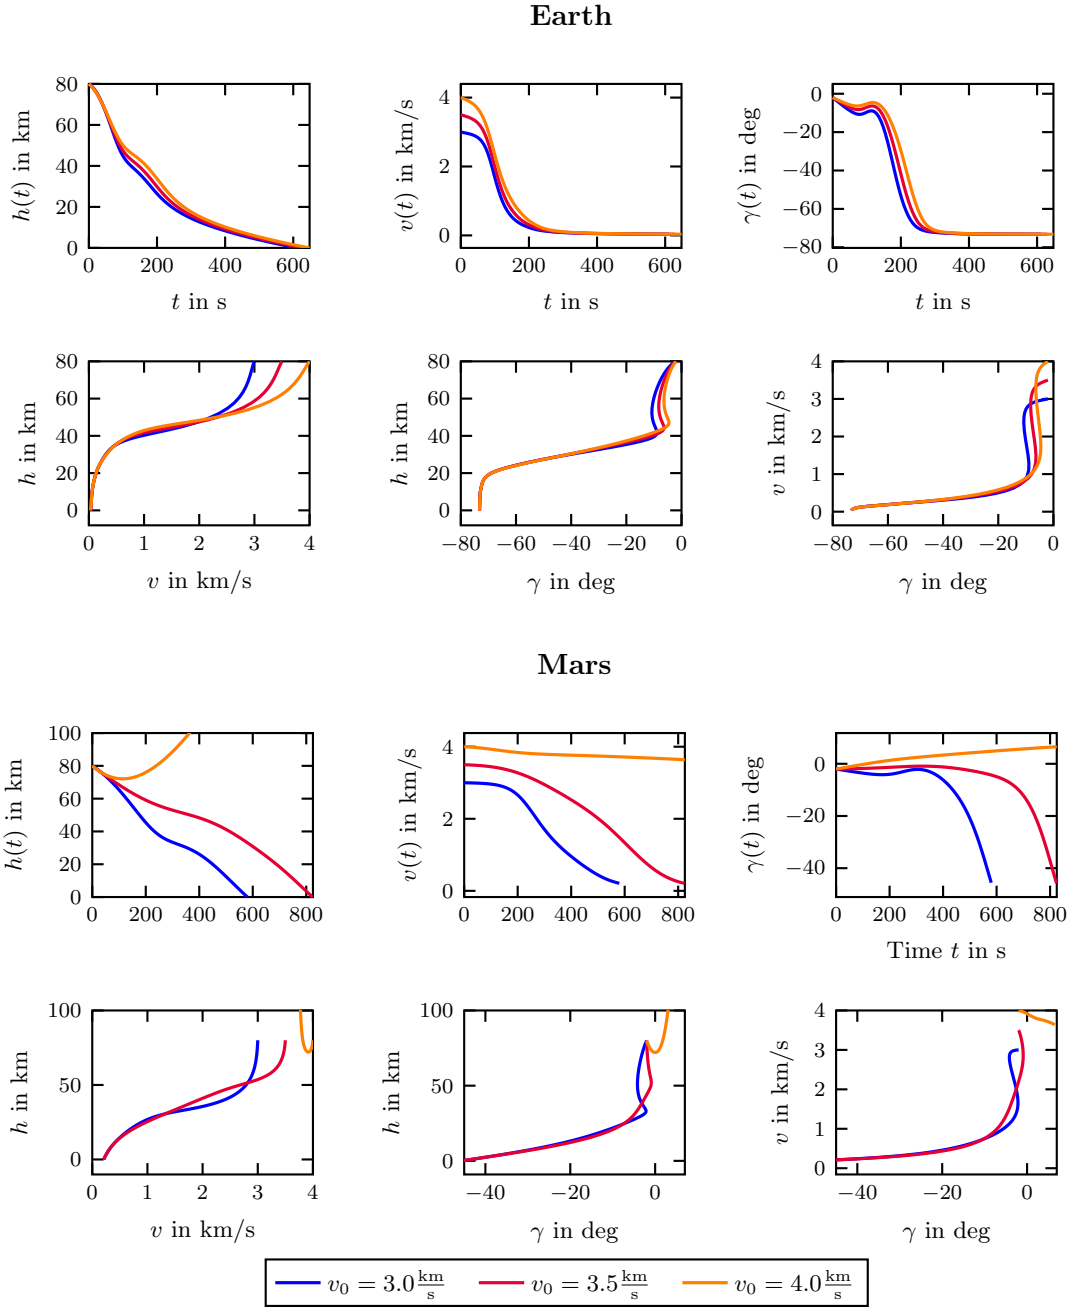 Earth
80
60
40
20
0
0 200 400 600
h(t) in km
t in s
4
2
0
0 200 400 600
v(t) in km/s
t in s
0
−20
−40
−60
−80
0 200 400 600
γ(t) in deg
t in s
80
60
40
20
0
0 1 2 3 4
h in km
v in km/s
80
60
40
20
0
−80 −60 −40 −20 0
h in km
γ in deg
4
3
2
1
0
−80 −60 −40 −20 0
v in km/s
γ in deg
Mars
100
80
60
40
20
0
0 200 400 600 800
h(t) in km
4
2
0
0 200 400 600 800
v(t) in km/s
0
−20
−40
0 200 400 600 800
γ(t) in deg
Time t in s
100
50
0
0 1 2 3 4
h in km
v in km/s
100
50
0
−40 −20 0
h in km
γ in deg
4
3
2
1
0
−40 −20 0
v in km/s
γ in deg
v₀ = 3.0 km/s v₀ = 3.5 km/s v₀ = 4.0 km/s